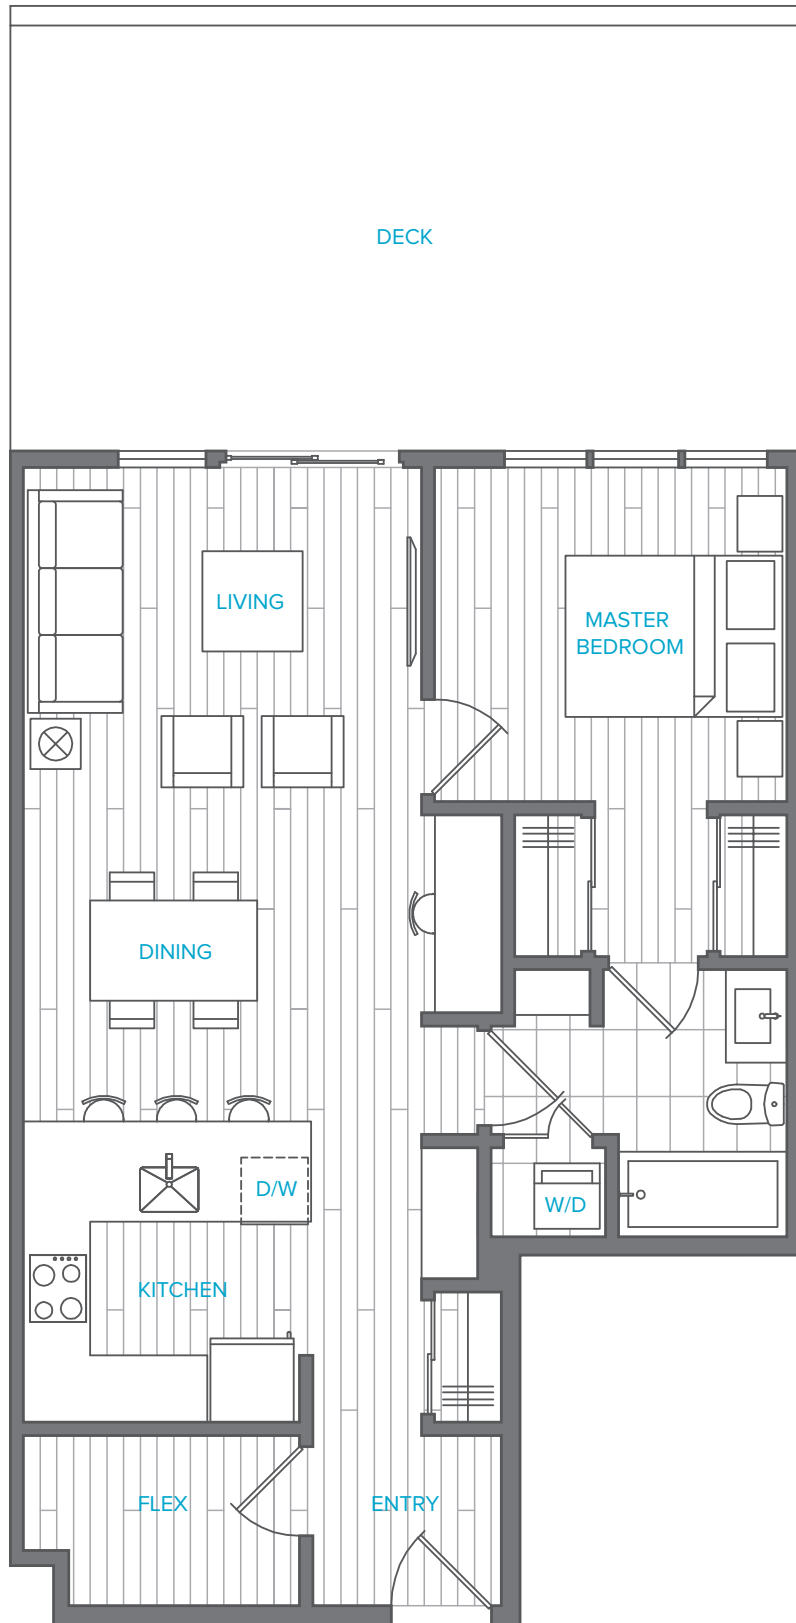 DECK
LIVING
MASTER
BEDROOM
DINING
D/W
W/D
KITCHEN
FLEX
ENTRY